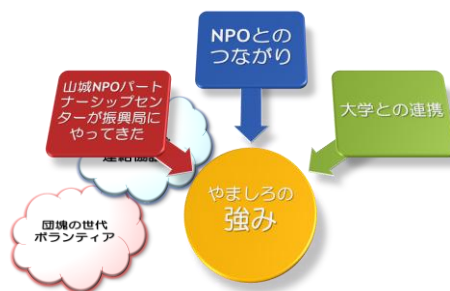 NPOとの
つながり
山城NPOパート
ナーシップセン
ターが振興局に
やってきた
大学との連携
やましろの
強み
団塊の世代
ボランティア